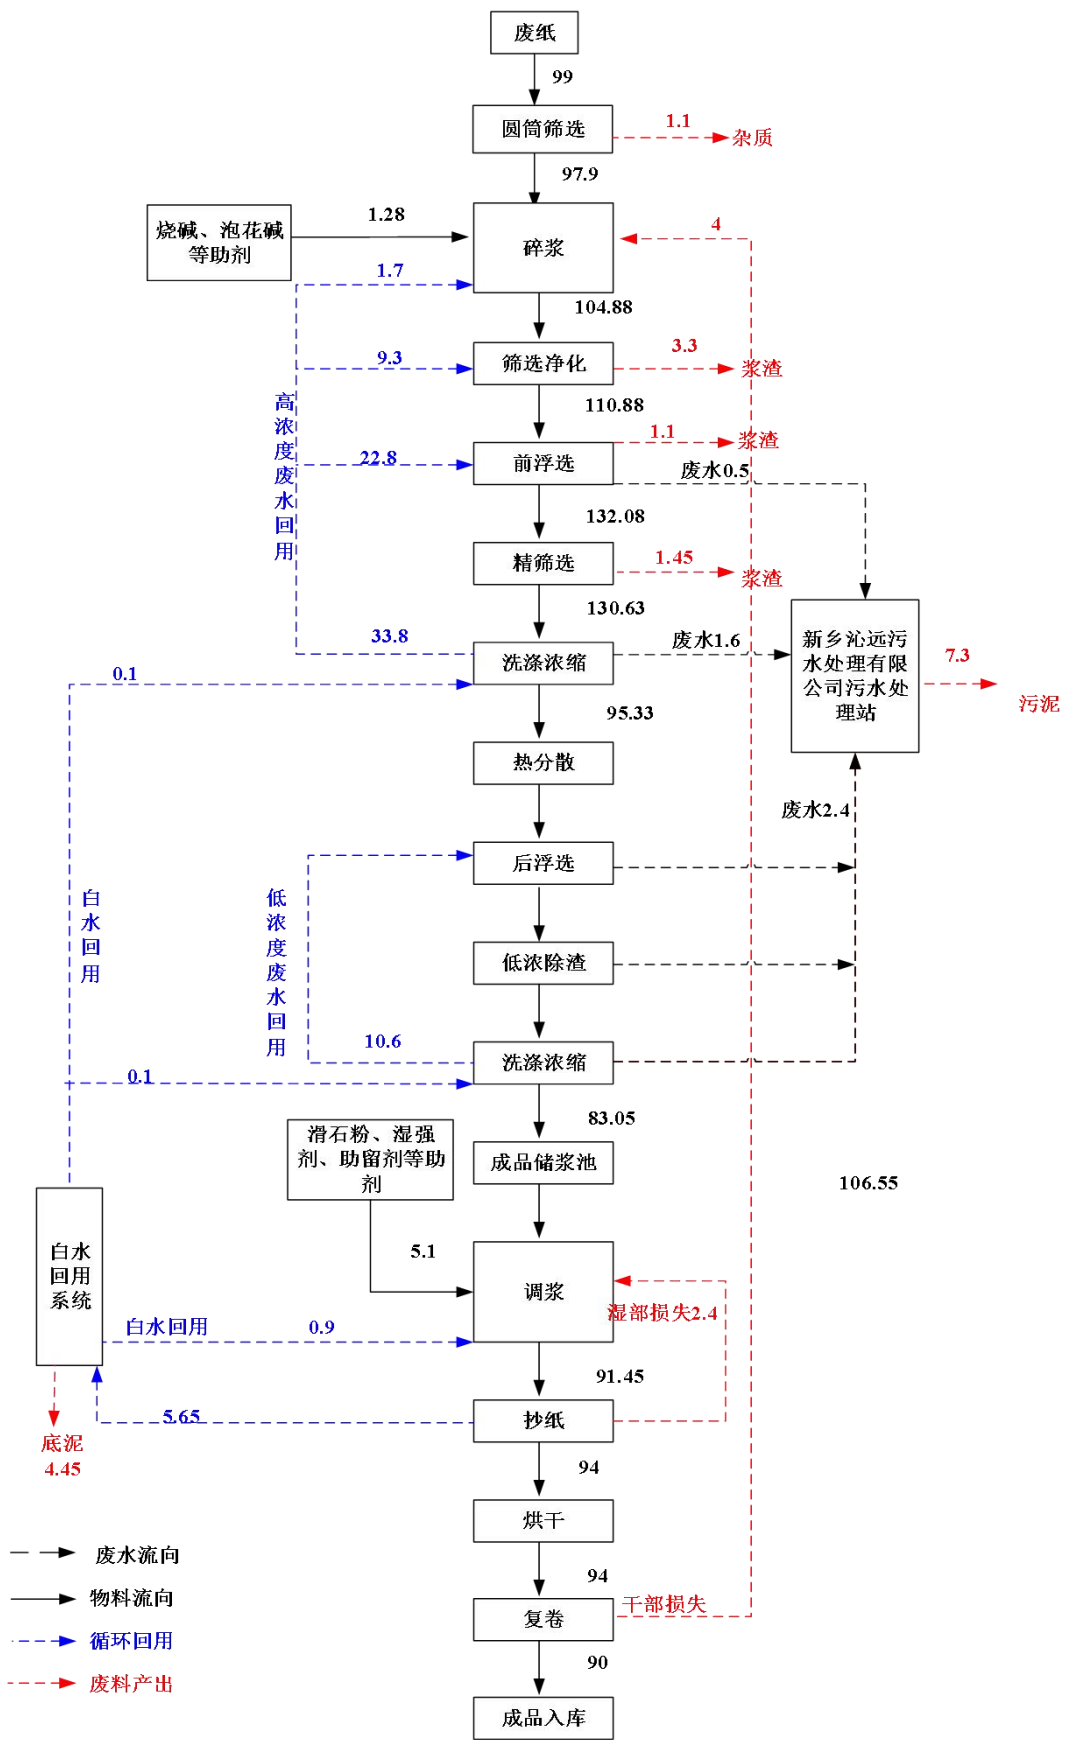 废纸
99
圆筒筛选
1.1
杂质
97.9
烧碱、泡花碱
等助剂
1.28
碎浆
4
1.7
104.88
筛选净化
9.3
3.3
浆渣
110.88
高浓度废水回用
前浮选
22.8
1.1
浆渣
废水0.5
132.08
精筛选
1.45
浆渣
130.63
洗涤浓缩
33.8
废水1.6
新乡沁远污
水处理有限
公司污水处
理站
7.3
污泥
0.1
95.33
热分散
废水2.4
后浮选
白水回用
低浓度废水回用
低浓除渣
10.6
洗涤浓缩
0.1
83.05
滑石粉、湿强
剂、助留剂等助
剂
成品储浆池
106.55
白水
回用
系统
5.1
调浆
湿部损失2.4
白水回用
0.9
91.45
5.65
抄纸
底泥
4.45
94
烘干
94
干部损失
复卷
90
成品入库
废水流向
物料流向
循环回用
废料产出